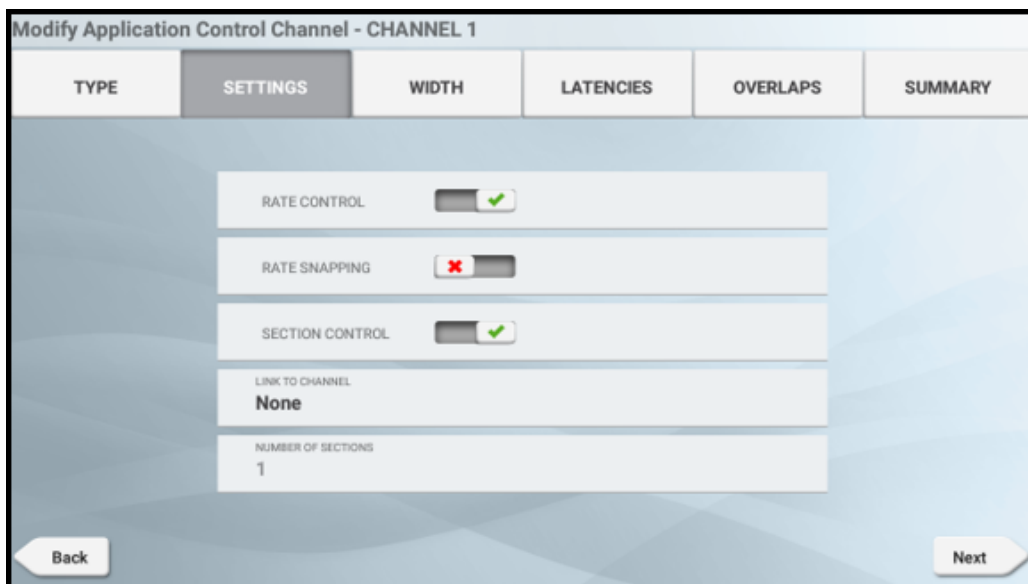 Modify Application Control Channel - CHANNEL 1
TYPE SETTINGS WIDTH LATENCIES OVERLAPS SUMMARY
RATE CONTROL
RATE SNAPPING
SECTION CONTROL
LINK TO CHANNEL
None
NUMBER OF SECTIONS
1
Back Next